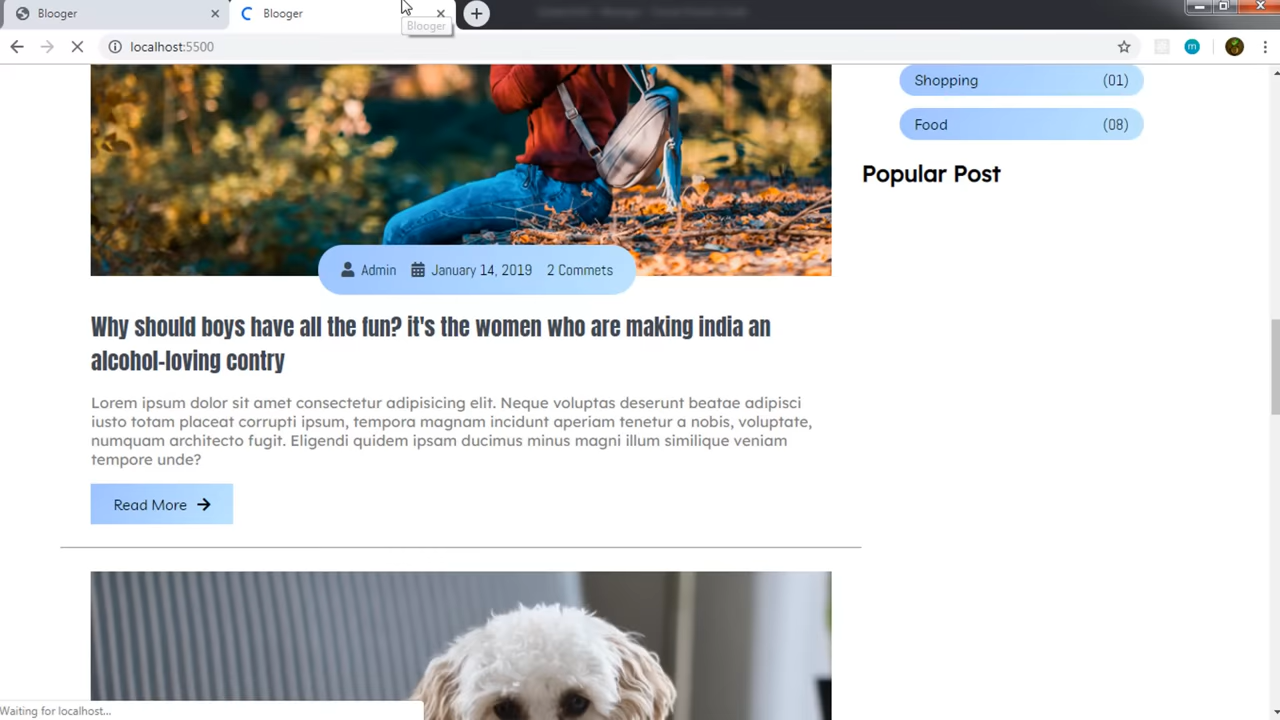 Blooger
Blooger
Blooger
localhost:5500
Shopping (01)
Food (08)
Popular Post
Admin January 14, 2019 2 Commets
Why should boys have all the fun? it's the women who are making india an
alcohol-loving contry
Lorem ipsum dolor sit amet consectetur adipisicing elit. Neque voluptas deserunt beatae adipisci
iusto totam placeat corrupti ipsum, tempora magnam incidunt aperiam tenetur a nobis, voluptate,
numquam architecto fugit. Eligendi quidem ipsam ducimus minus magni illum similique veniam
tempore unde?
Read More
Waiting for localhost...